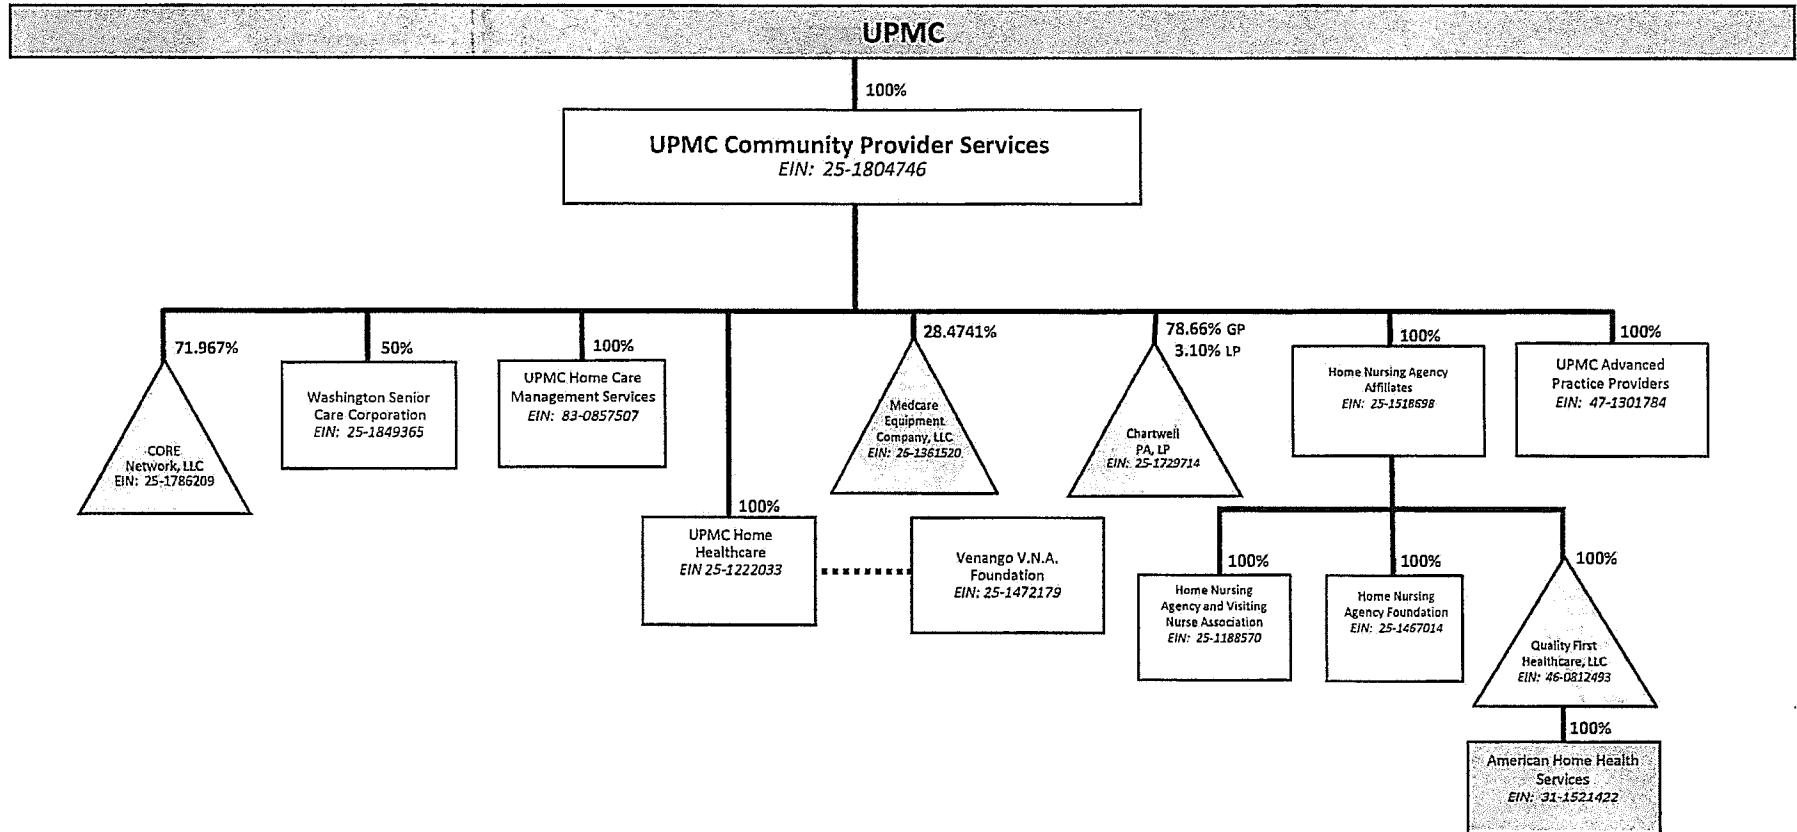 UPMC
100%
UPMC Community Provider Services
EIN: 25-1804746
71.967%
CORE
Network, LLC
EIN: 25-1786209
50%
Washington Senior
Care Corporation
EIN: 25-1849365
100%
UPMC Home Care
Management Services
EIN: 83-0857507
100%
UPMC Home
Healthcare
EIN 25-1222033
Venango V.N.A.
Foundation
EIN: 25-1472179
28.4741%
Medcare
Equipment
Company, LLC
EIN: 26-1361520
78.66% GP
3.10% LP
Chartwell
PA, LP
EIN: 25-1729714
100%
Home Nursing Agency
Affiliates
EIN: 25-1518698
100%
UPMC Advanced
Practice Providers
EIN: 47-1301784
100%
Home Nursing
Agency and Visiting
Nurse Association
EIN: 25-1188570
100%
Home Nursing
Agency Foundation
EIN: 25-1467014
100%
Quality First
Healthcare, LLC
EIN: 46-0812493
100%
American Home Health
Services
EIN: 31-1521422